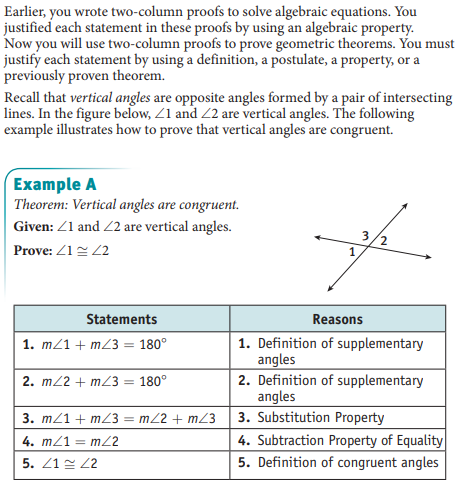 Earlier, you wrote two-column proofs to solve algebraic equations. You
justified each statement in these proofs by using an algebraic property.
Now you will use two-column proofs to prove geometric theorems. You must
justify each statement by using a definition, a postulate, a property, or a
previously proven theorem.
Recall that vertical angles are opposite angles formed by a pair of intersecting
lines. In the figure below, ∠1 and ∠2 are vertical angles. The following
example illustrates how to prove that vertical angles are congruent.
Example A
Theorem: Vertical angles are congruent.
Given: ∠1 and ∠2 are vertical angles.
Prove: ∠1 ≅ ∠2
3
2
1
Statements
Reasons
1. m∠1 + m∠3 = 180°
1. Definition of supplementary
angles
2. m∠2 + m∠3 = 180°
2. Definition of supplementary
angles
3. m∠1 + m∠3 = m∠2 + m∠3
3. Substitution Property
4. m∠1 = m∠2
4. Subtraction Property of Equality
5. ∠1 ≅ ∠2
5. Definition of congruent angles